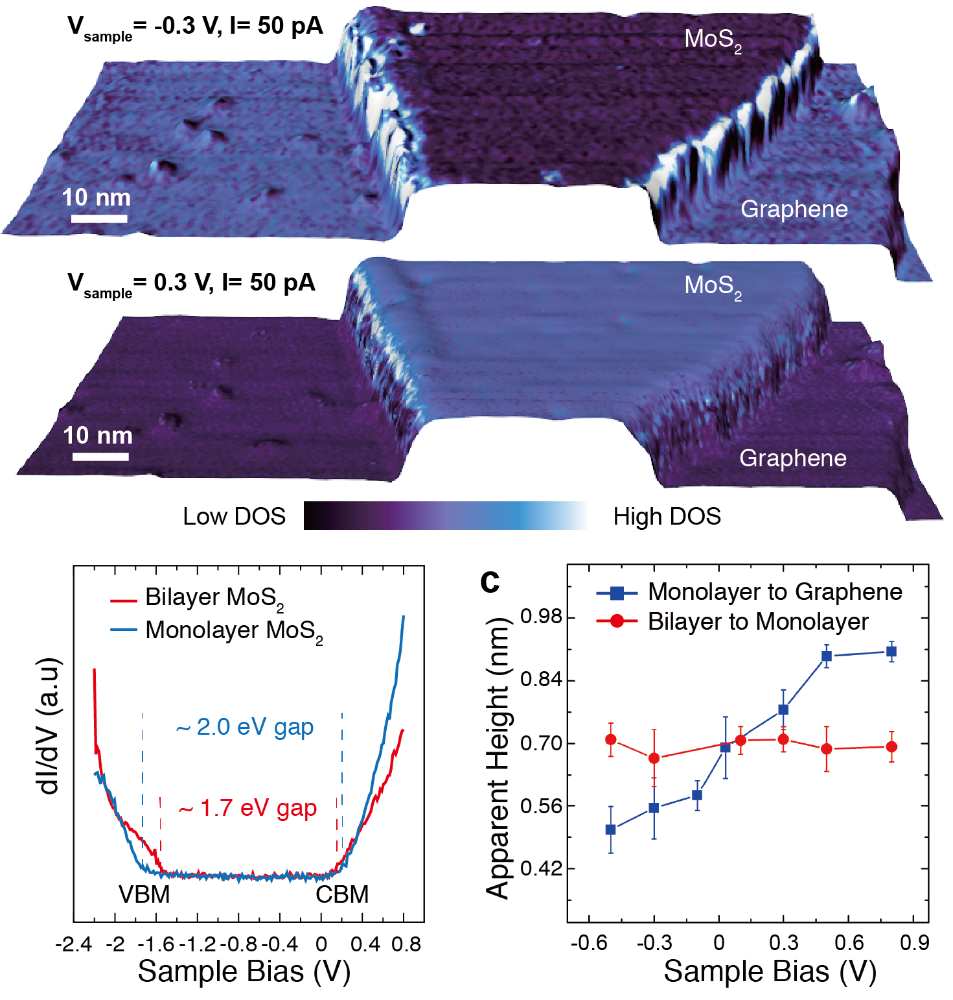 Vsample= -0.3 V, I= 50 pA
MoS2
10 nm
Graphene
Vsample= 0.3 V, I= 50 pA
MoS2
10 nm
Graphene
Low DOS High DOS
Bilayer MoS2
Monolayer MoS2
~ 2.0 eV gap
~ 1.7 eV gap
VBM CBM
dI/dV (a.u)
-2.4 -2 -1.6 -1.2 -0.8 -0.4 0 0.4 0.8
Sample Bias (V)
c
Monolayer to Graphene
Bilayer to Monolayer
Apparent Height (nm)
0.98
0.84
0.70
0.56
0.42
-0.6 -0.3 0 0.3 0.6 0.9
Sample Bias (V)